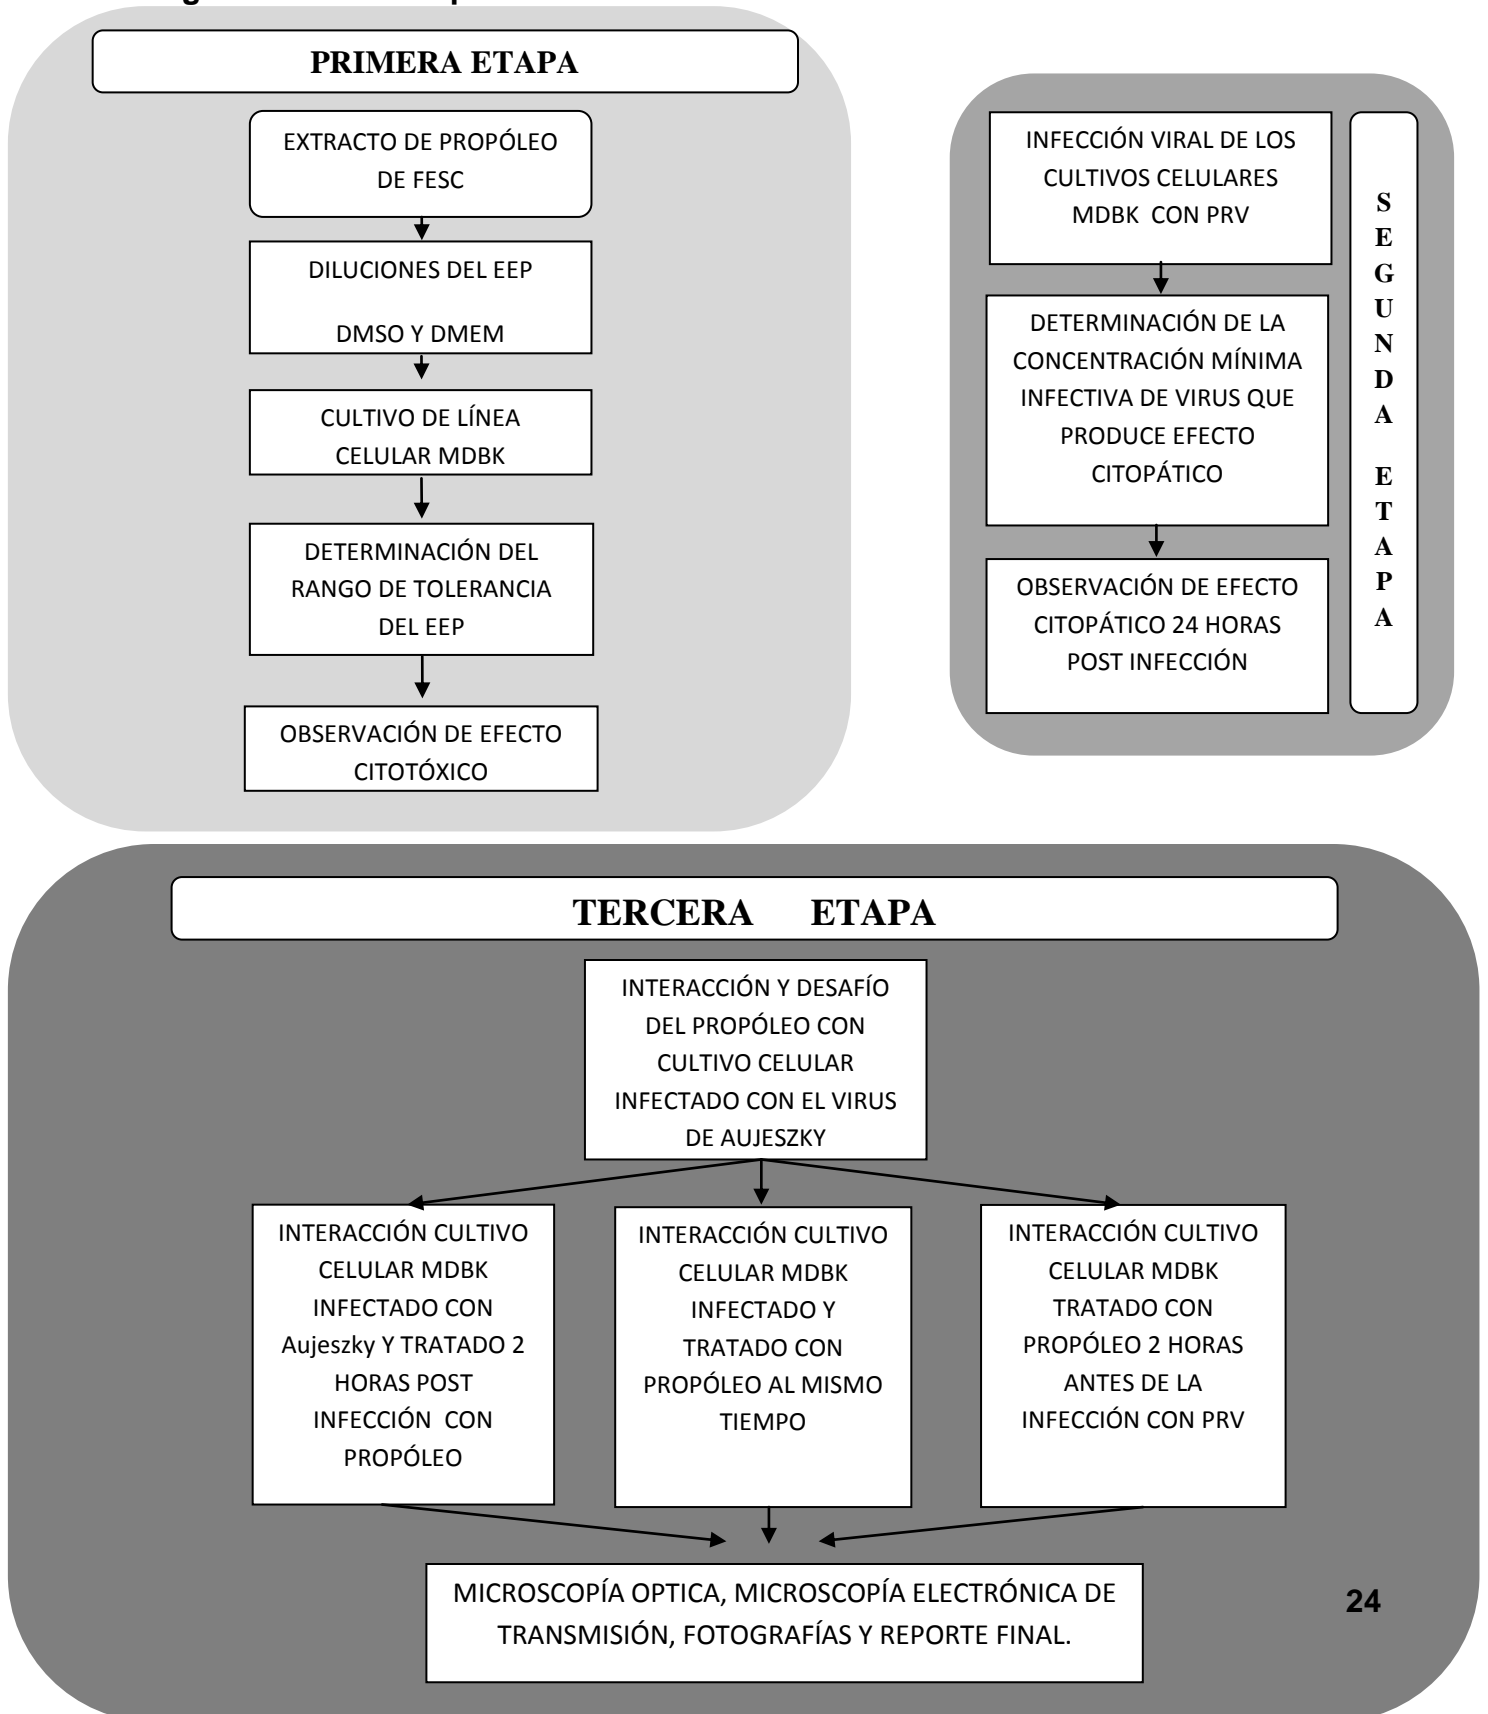 PRIMERA ETAPA
EXTRACTO DE PROPÓLEO
DE FESC
DILUCIONES DEL EEP
DMSO Y DMEM
CULTIVO DE LÍNEA
CELULAR MDBK
DETERMINACIÓN DEL
RANGO DE TOLERANCIA
DEL EEP
OBSERVACIÓN DE EFECTO
CITOTÓXICO
INFECCIÓN VIRAL DE LOS
CULTIVOS CELULARES
MDBK CON PRV
DETERMINACIÓN DE LA
CONCENTRACIÓN MÍNIMA
INFECTIVA DE VIRUS QUE
PRODUCE EFECTO
CITOPÁTICO
OBSERVACIÓN DE EFECTO
CITOPÁTICO 24 HORAS
POST INFECCIÓN
SEGUNDA ETAPA
TERCERA ETAPA
INTERACCIÓN Y DESAFÍO
DEL PROPÓLEO CON
CULTIVO CELULAR
INFECTADO CON EL VIRUS
DE AUJESZKY
INTERACCIÓN CULTIVO
CELULAR MDBK
INFECTADO CON
Aujeszky Y TRATADO 2
HORAS POST
INFECCIÓN CON
PROPÓLEO
INTERACCIÓN CULTIVO
CELULAR MDBK
INFECTADO Y
TRATADO CON
PROPÓLEO AL MISMO
TIEMPO
INTERACCIÓN CULTIVO
CELULAR MDBK
TRATADO CON
PROPÓLEO 2 HORAS
ANTES DE LA
INFECCIÓN CON PRV
MICROSCOPÍA OPTICA, MICROSCOPÍA ELECTRÓNICA DE
TRANSMISIÓN, FOTOGRAFÍAS Y REPORTE FINAL.
24